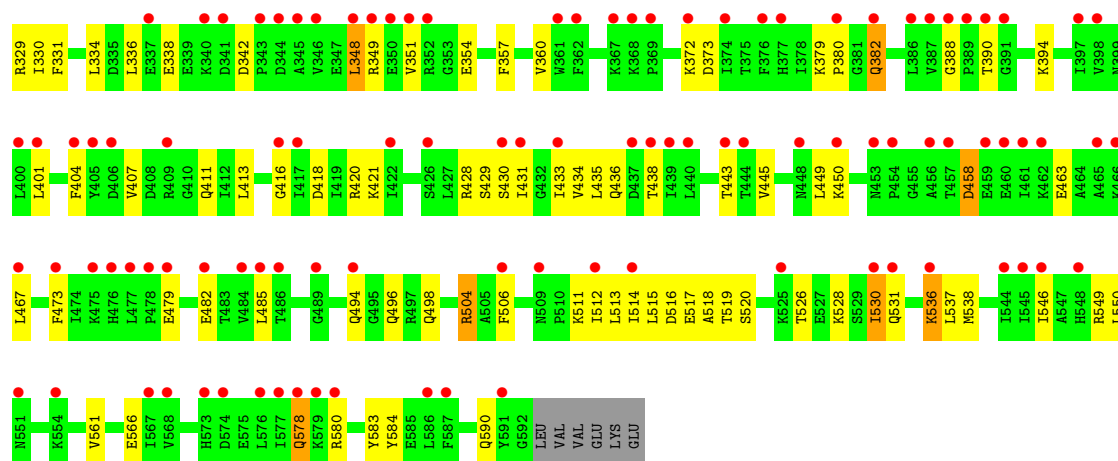 R329 I330 F331 L334 D335 L336 E337 E338 E339 K340 D341 D342 P343 D344 A345 V346 E347 L348 R349 E350 V351 R352 G353 E354 F357 V360 W361 F362 K367 K368 P369 K372 D373 I374 T375 F376 H377 I378 K379 P380 G381 Q382 L386 V387 G388 P389 T390 G391 K394 I397 V398 N399
L400 L401 F404 Y405 D406 V407 D408 R409 G410 Q411 I412 L413 G416 I417 D418 I419 R420 K421 I422 S426 L427 R428 S429 S430 I431 G432 I433 V434 L435 Q436 D437 T438 I439 L440 T443 T444 V445 N448 L449 K450 N453 P454 G455 A456 T457 D458 E459 E460 I461 K462 E463 A464 A465 K466
L467 F473 I474 K475 H476 L477 P478 E479 E482 T483 V484 L485 T486 G489 Q494 G495 Q496 R497 Q498 R504 A505 F506 N509 P510 K511 I512 L513 I514 L515 D516 E517 A518 T519 S520 K525 T526 E527 K528 S529 I530 Q531 K536 L537 M538 I544 I545 I546 A547 H548 R549 L550
N551 K554 V561 E566 I567 V568 H573 D574 E575 L576 I577 Q578 K579 R580 Y583 Y584 E585 L586 F587 Q590 Y591 G592 LEU VAL VAL GLU LYS GLU